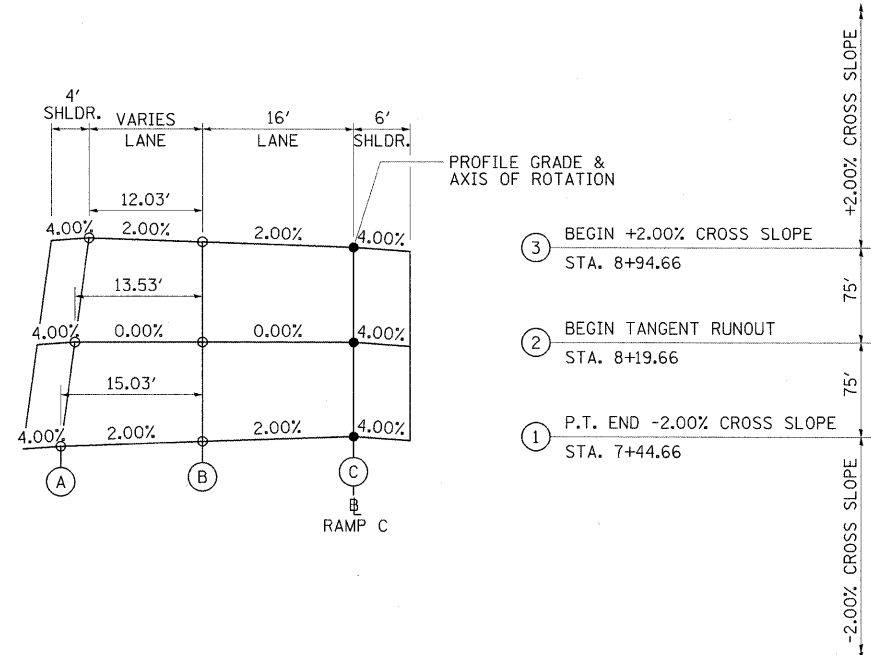 4'
SHLDR.
VARIES
LANE
16'
LANE
6'
SHLDR.
PROFILE GRADE &
AXIS OF ROTATION
12.03'
4.00% 2.00% 2.00% 4.00%
13.53'
4.00% 0.00% 0.00% 4.00%
15.03'
4.00% 2.00% 2.00% 4.00%
A B C
BL
RAMP C
3 BEGIN +2.00% CROSS SLOPE
STA. 8+94.66
2 BEGIN TANGENT RUNOUT
STA. 8+19.66
1 P.T. END -2.00% CROSS SLOPE
STA. 7+44.66
+2.00% CROSS SLOPE
75'
75'
-2.00% CROSS SLOPE